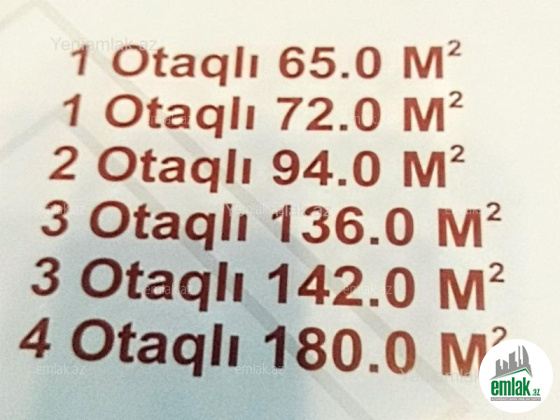 1 Otaqlı 65.0 M²
1 Otaqlı 72.0 M²
2 Otaqlı 94.0 M²
3 Otaqlı 136.0 M²
3 Otaqlı 142.0 M²
4 Otaqlı 180.0 M²
emlak.az